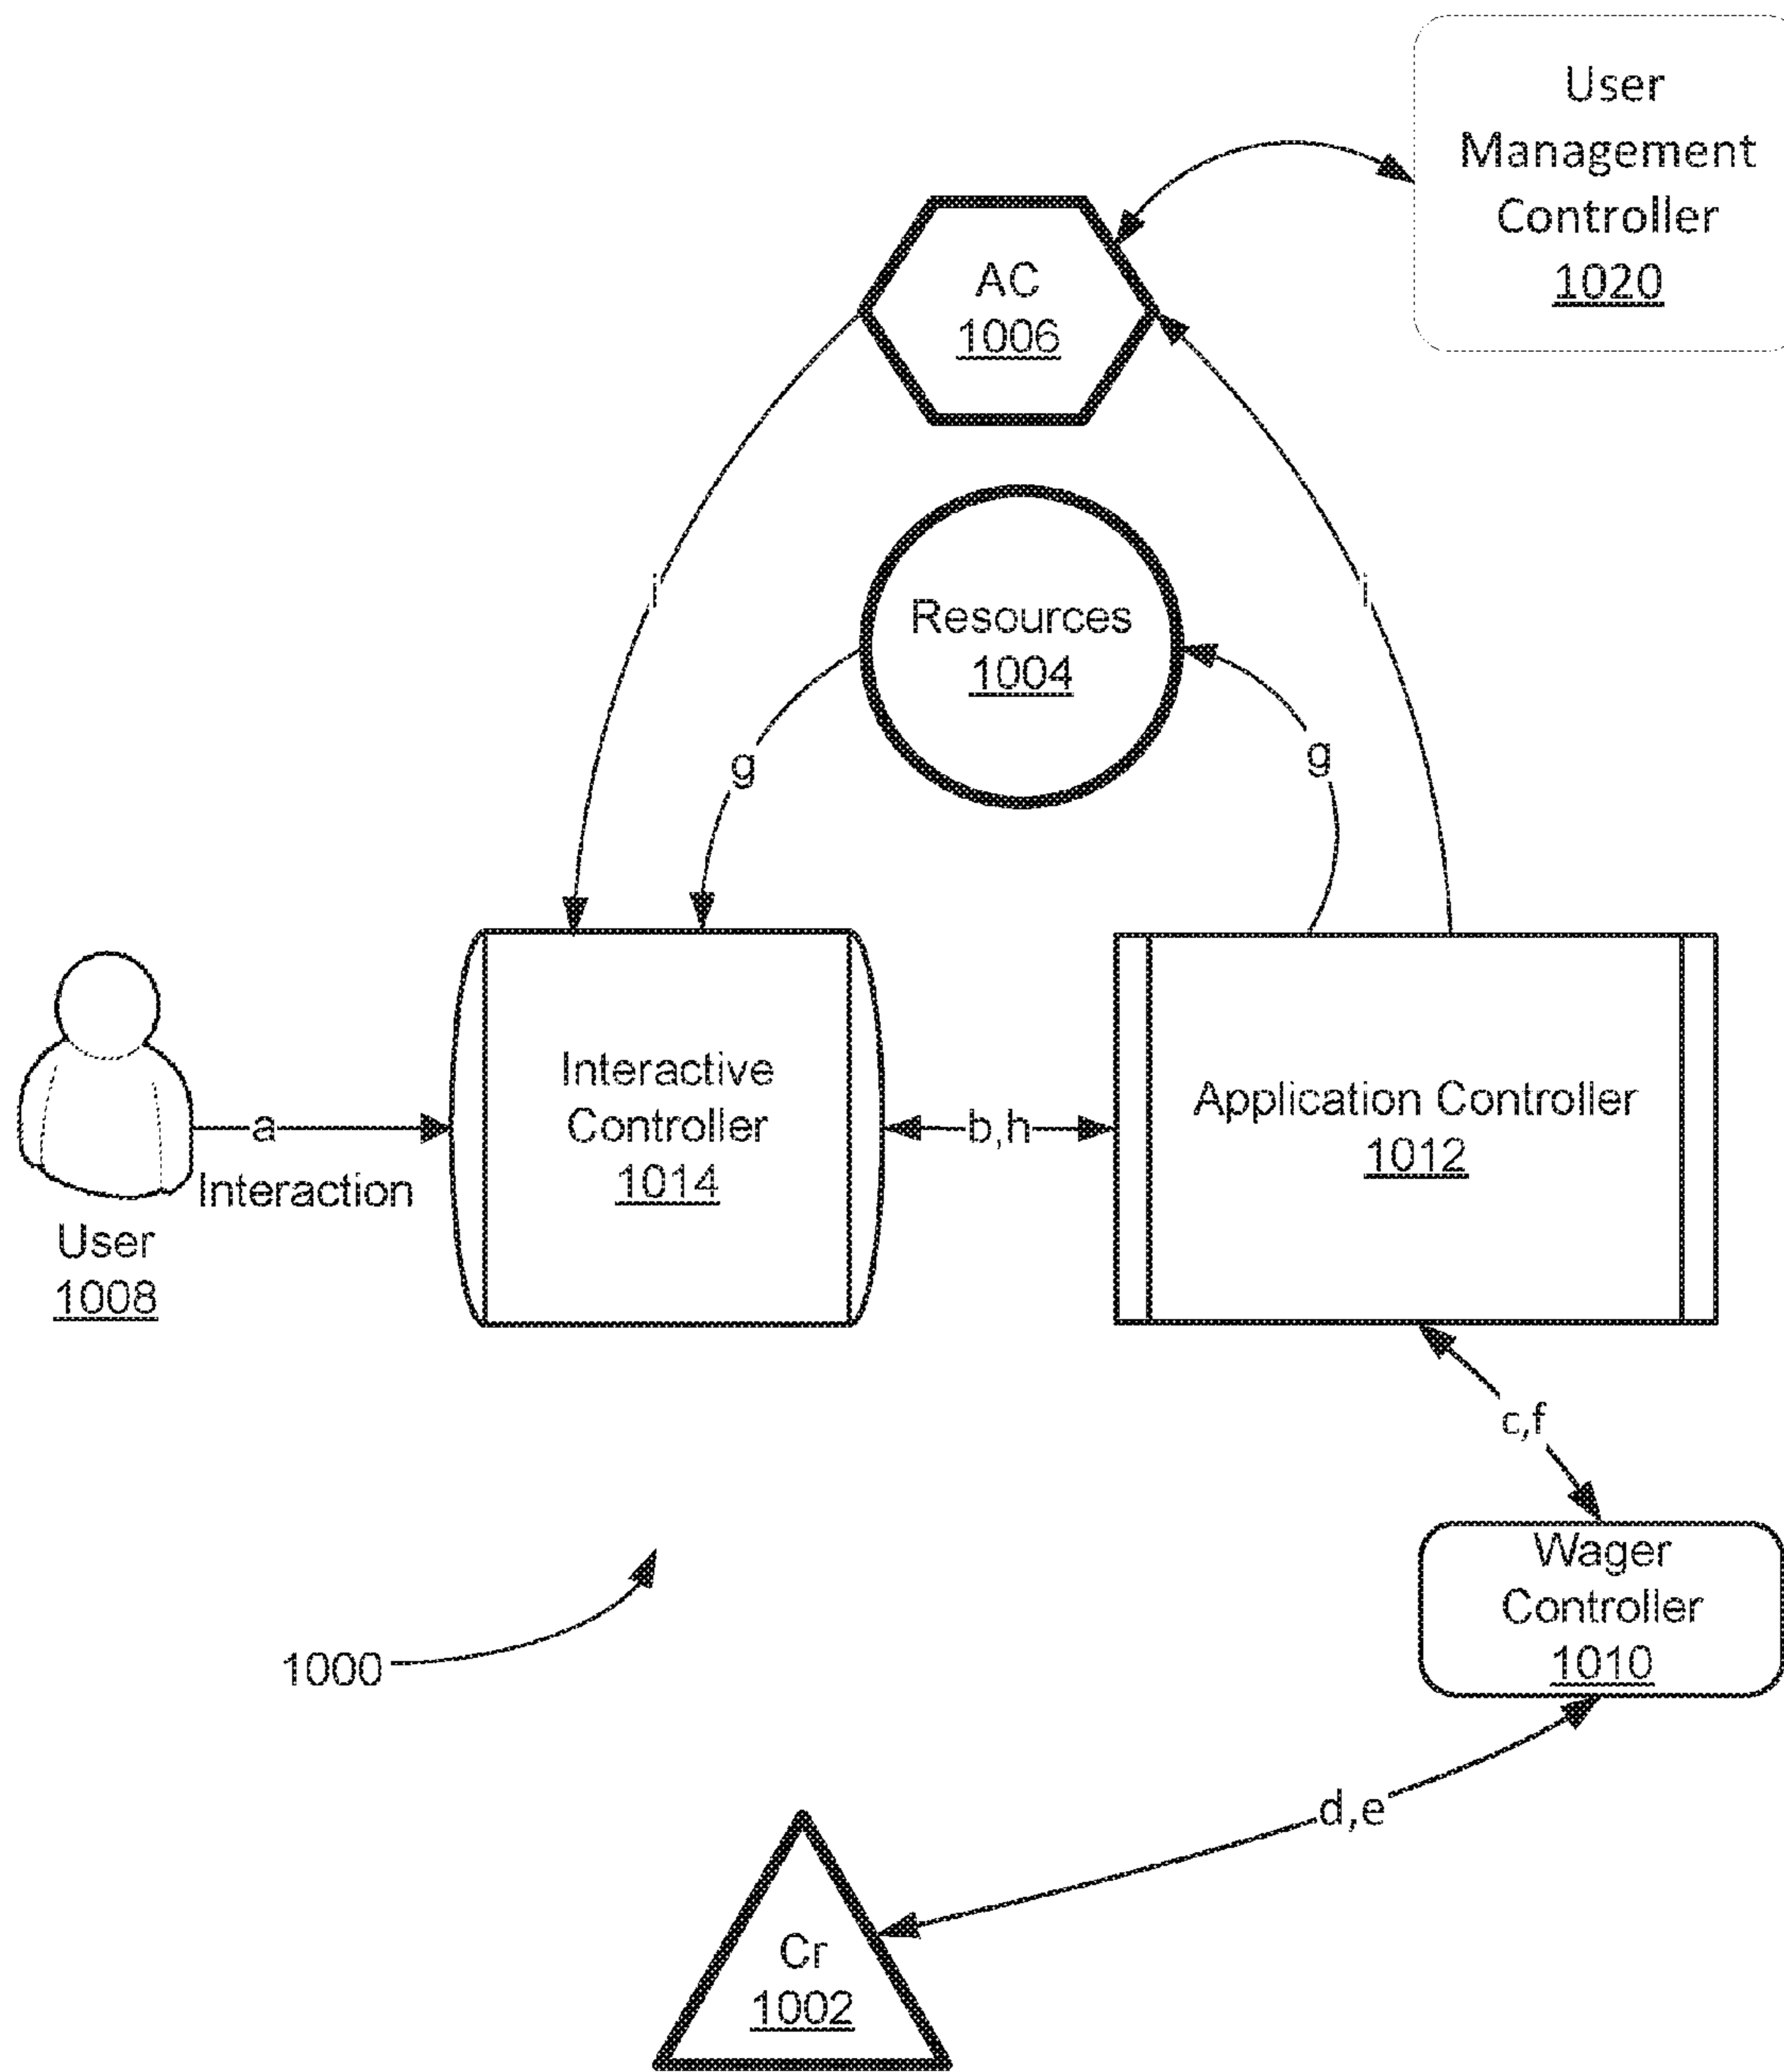 User
Management
Controller
1020
AC
1006
i
i
Resources
1004
g
g
Interactive
Controller
1014
Application Controller
1012
a
b,h
Interaction
User
1008
c,f
Wager
Controller
1010
1000
d,e
Cr
1002